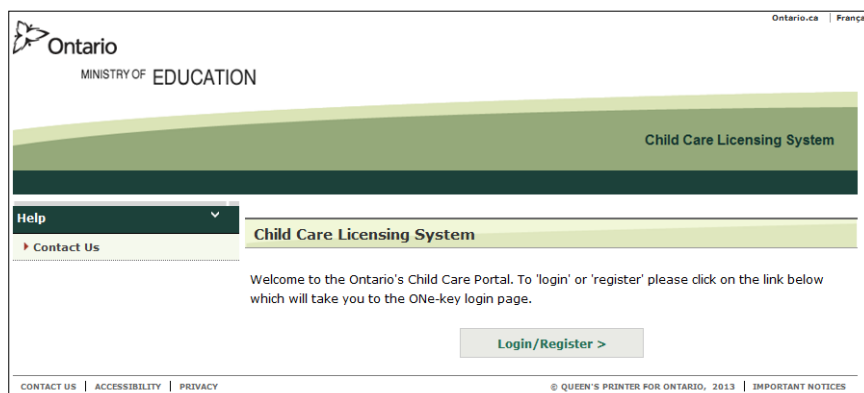 Ontario.ca | França
Ontario
MINISTRY OF EDUCATION
Child Care Licensing System
Help
Contact Us
Child Care Licensing System
Welcome to the Ontario's Child Care Portal. To 'login' or 'register' please click on the link below
which will take you to the ONe-key login page.
Login/Register >
CONTACT US | ACCESSIBILITY | PRIVACY
© QUEEN'S PRINTER FOR ONTARIO, 2013 | IMPORTANT NOTICES